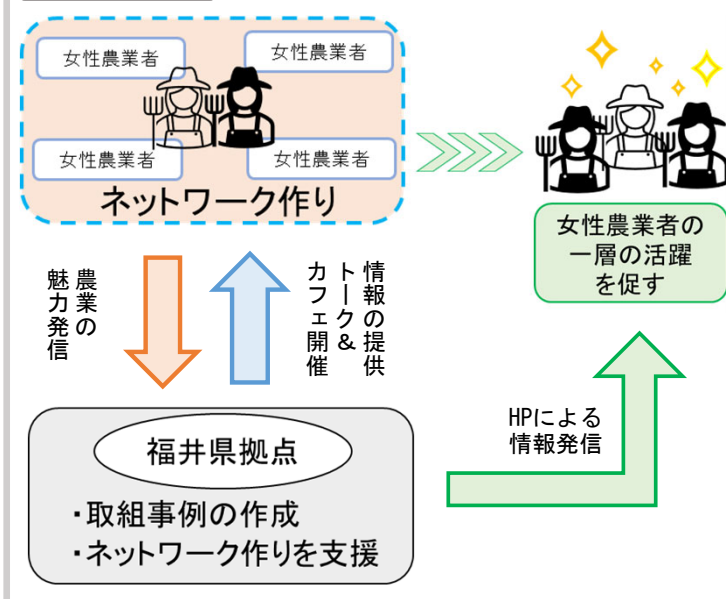 女性農業者
女性農業者
女性農業者
女性農業者
ネットワーク作り
女性農業者の
一層の活躍
を促す
農業の
魅力発信
情報の提供
トーク&
カフェ開催
HPによる
情報発信
福井県拠点
・取組事例の作成
・ネットワーク作りを支援